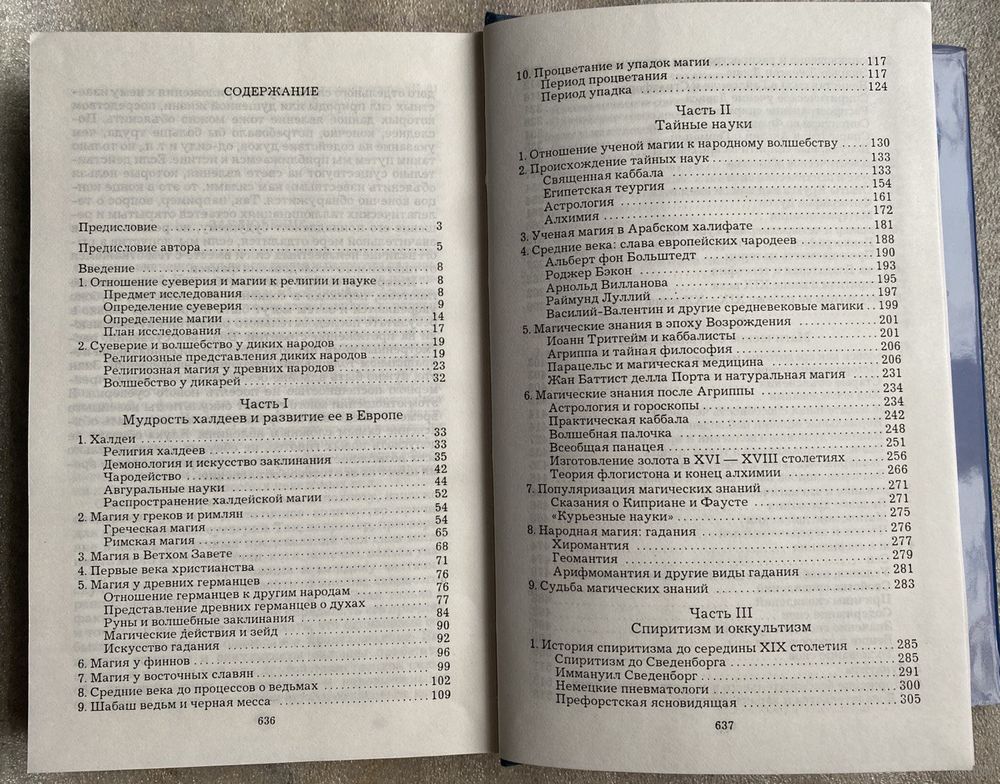 СОДЕРЖАНИЕ
Предисловие 3
Предисловие автора 5
Введение 8
1. Отношение суеверия и магии к религии и науке 8
Предмет исследования 8
Определение суеверия 9
Определение магии 14
План исследования 17
2. Суеверие и волшебство у диких народов 19
Религиозные представления диких народов 19
Религиозная магия у древних народов 23
Волшебство у дикарей 32
Часть I
Мудрость халдеев и развитие ее в Европе
1. Халдеи 33
Религия халдеев 33
Демонология и искусство заклинания 35
Чародейство 42
Авгуральные науки 44
Распространение халдейской магии 52
2. Магия у греков и римлян 54
Греческая магия 54
Римская магия 65
3. Магия в Ветхом Завете 68
4. Первые века христианства 71
5. Магия у древних германцев 76
Отношение германцев к другим народам 76
Представление древних германцев о духах 77
Руны и волшебные заклинания 84
Магические действия и зейд 90
Искусство гадания 92
6. Магия у финнов 96
7. Магия у восточных славян 99
8. Средние века до процессов о ведьмах 102
9. Шабаш ведьм и черная месса 109
636
10. Процветание и упадок магии 117
Период процветания 117
Период упадка 124
Часть II
Тайные науки
1. Отношение ученой магии к народному волшебству 130
2. Происхождение тайных наук 133
Священная каббала 133
Египетская теургия 154
Астрология 161
Алхимия 172
3. Ученая магия в Арабском халифате 181
4. Средние века: слава европейских чародеев 188
Альберт фон Больштедт 190
Роджер Бэкон 193
Арнольд Вилланова 195
Раймунд Луллий 197
Василий-Валентин и другие средневековые магики 199
5. Магические знания в эпоху Возрождения 201
Иоанн Тритгейм и каббалисты 201
Агриппа и тайная философия 206
Парацельс и магическая медицина 206
Жан Баттист делла Порта и натуральная магия 231
6. Магические знания после Агриппы 234
Астрология и гороскопы 234
Практическая каббала 242
Волшебная палочка 248
Всеобщая панацея 251
Изготовление золота в XVI — XVIII столетиях 256
Теория флогистона и конец алхимии 266
7. Популяризация магических знаний 271
Сказания о Киприане и Фаусте 271
«Курьезные науки» 275
8. Народная магия: гадания 276
Хиромантия 277
Геомантия 279
Арифмомантия и другие виды гадания 281
9. Судьба магических знаний 283
Часть III
Спиритизм и оккультизм
1. История спиритизма до середины XIX столетия 285
Спиритизм до Сведенборга 285
Иммануил Сведенборг 291
Немецкие пневматологи 300
Префорстская ясновидящая 305
637